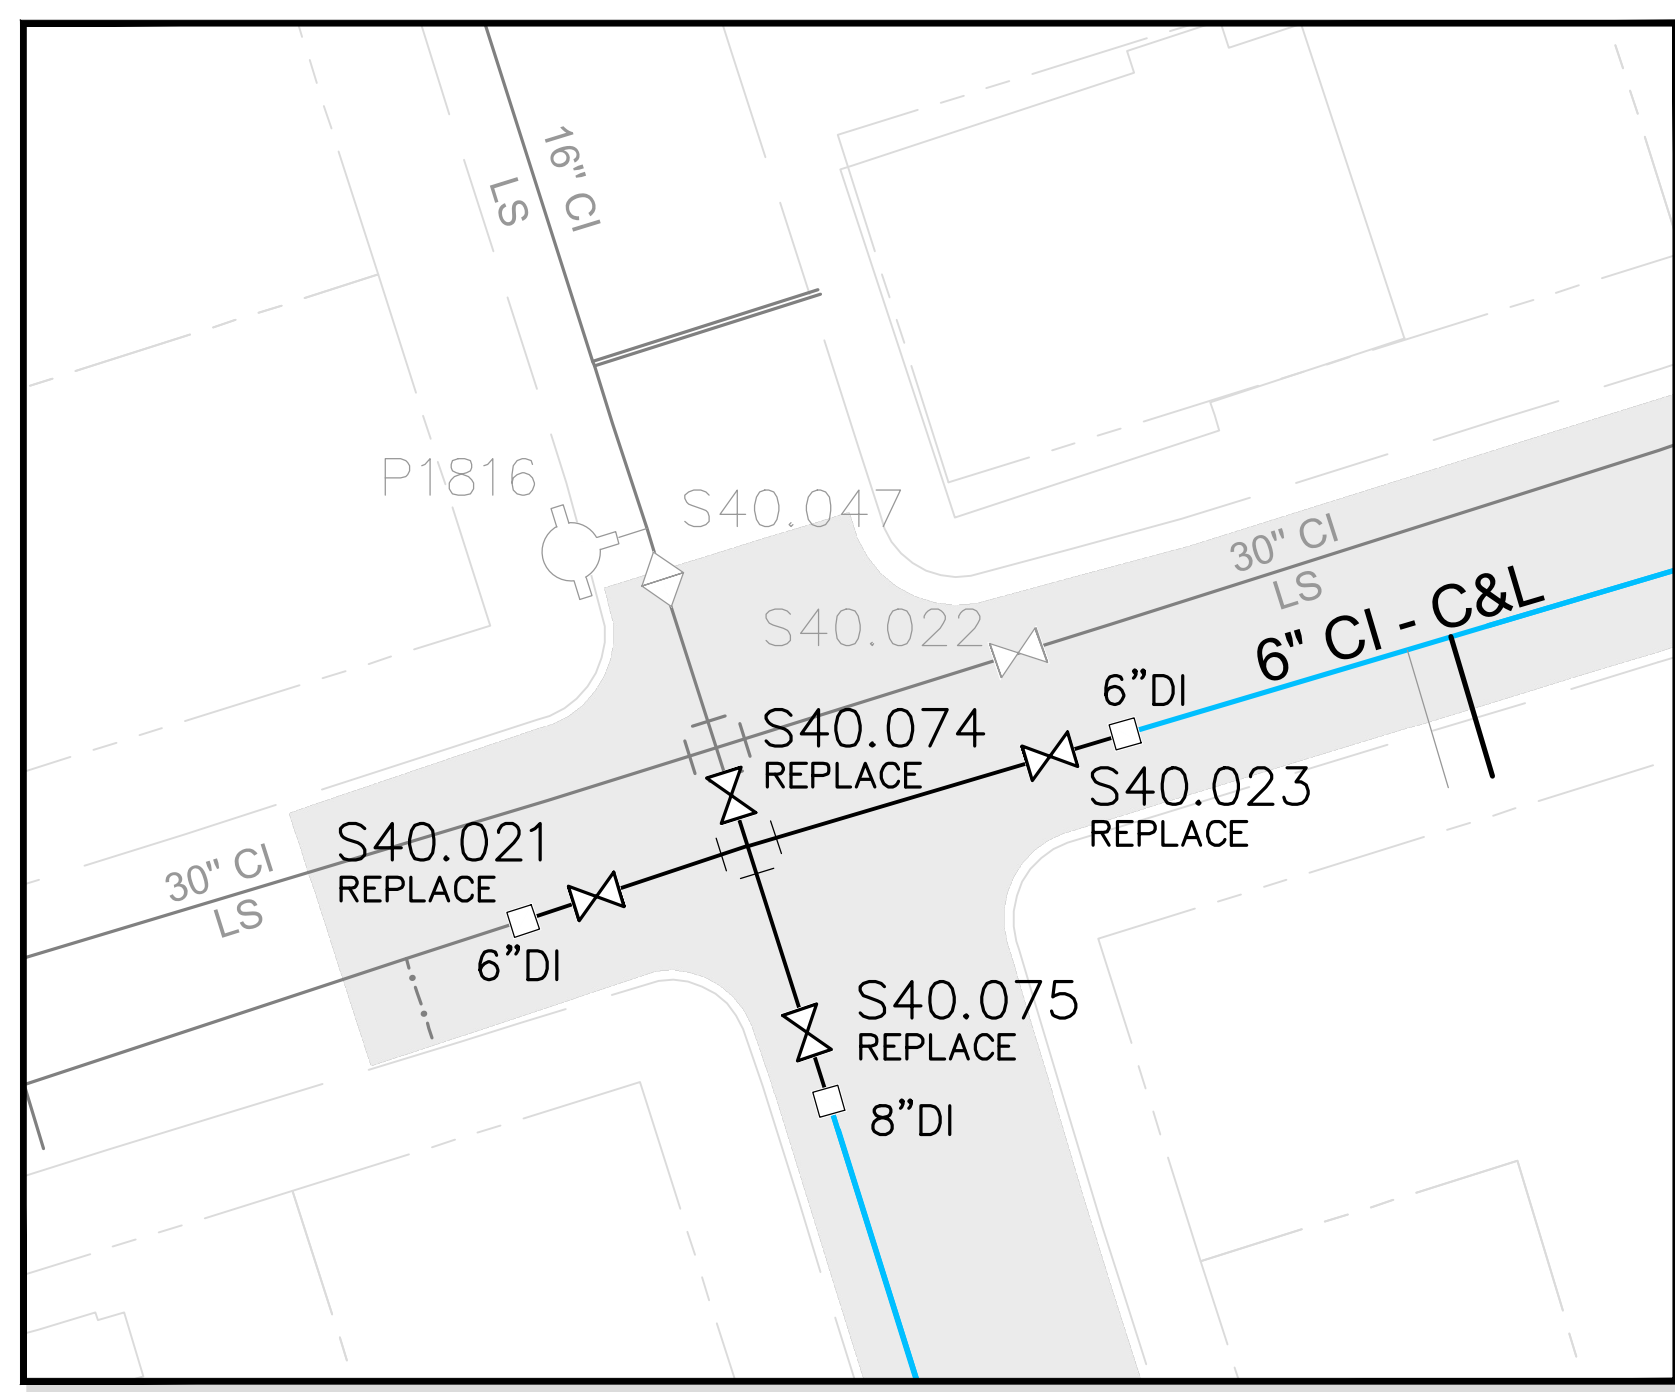 16" CI
LS
P1816
S40.047
30" CI
LS
S40.022
6" CI - C&L
6”DI
S40.074
REPLACE
S40.023
REPLACE
S40.021
REPLACE
30" CI
LS
6”DI
S40.075
REPLACE
8”DI